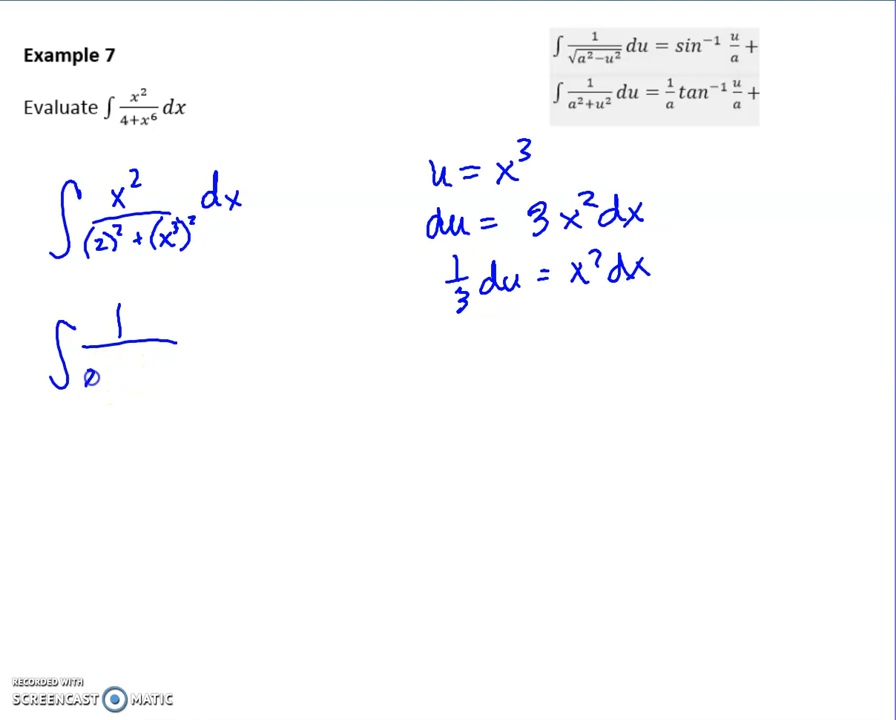 Example 7
Evaluate ∫ x²/(4+x⁶) dx
∫ 1/√(a²−u²) du = sin⁻¹ u/a +
∫ 1/(a²+u²) du = 1/a tan⁻¹ u/a +
∫ x²/((2)²+(x³)²) dx
u = x³
du = 3x²dx
1/3 du = x²dx
∫ 1/
RECORDED WITH
SCREENCAST MATIC